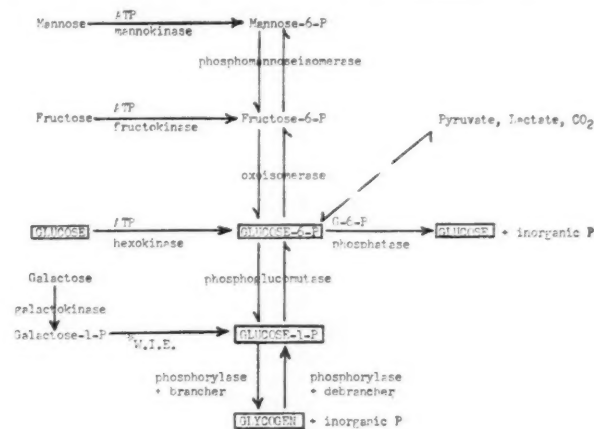 Mannose ATP Mannose-6-P
mannokinase
phosphomannoseisomerase
Fructose ATP Fructose-6-P
fructokinase
Pyruvate, Lactate, CO2
oxoisomerase
GLUCOSE ATP GLUCOSE-6-P G-6-P GLUCOSE + inorganic P
hexokinase phosphatase
Galactose phosphoglucomutase
galactokinase
Galactose-1-P *W.I.E. GLUCOSE-1-P
phosphorylase phosphorylase
+ brancher + debrancher
GLYCOGEN + inorganic P